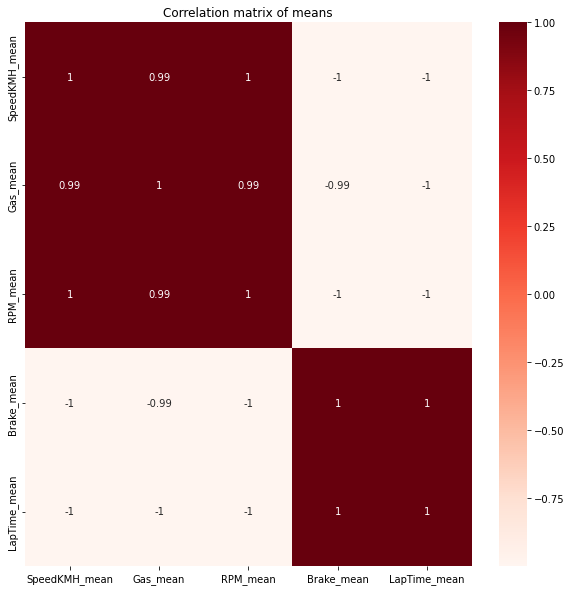 Correlation matrix of means
SpeedKMH_mean
1 0.99 1 -1 -1
Gas_mean
0.99 1 0.99 -0.99 -1
RPM_mean
1 0.99 1 -1 -1
Brake_mean
-1 -0.99 -1 1 1
LapTime_mean
-1 -1 -1 1 1
SpeedKMH_mean Gas_mean RPM_mean Brake_mean LapTime_mean
1.00
0.75
0.50
0.25
0.00
−0.25
−0.50
−0.75